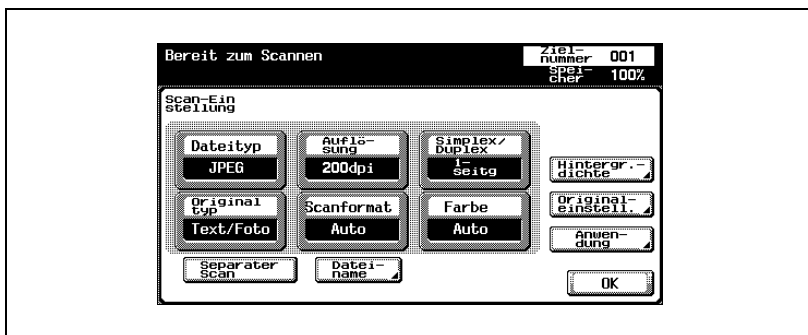 Bereit zum Scannen
Ziel-
nummer 001
Spei-
cher 100%
Scan-Ein
stellung
Dateityp
JPEG
Auflö-
sung
200dpi
Simplex/
Duplex
1-
seitg
Hintergr.-
dichte
Original
typ
Text/Foto
Scanformat
Auto
Farbe
Auto
Original-
einstell.
Anwen-
dung
Separater
Scan
Datei-
name
OK